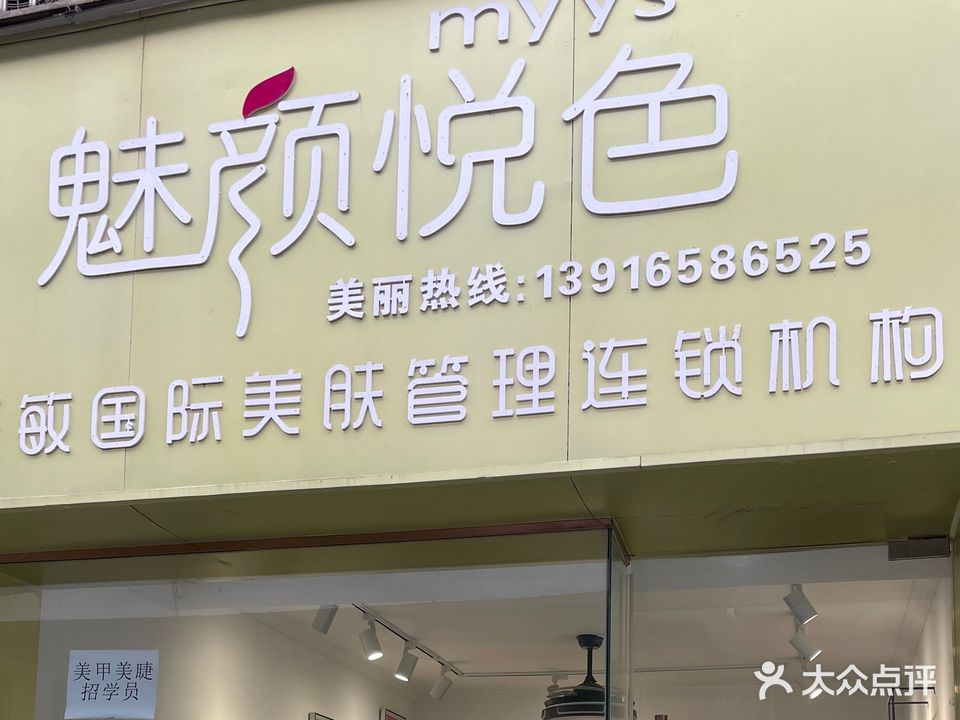 myys
魅颜悦色
美丽热线:13916586525
敏国际美肤管理连锁机构
美甲美睫
招学员
大众点评